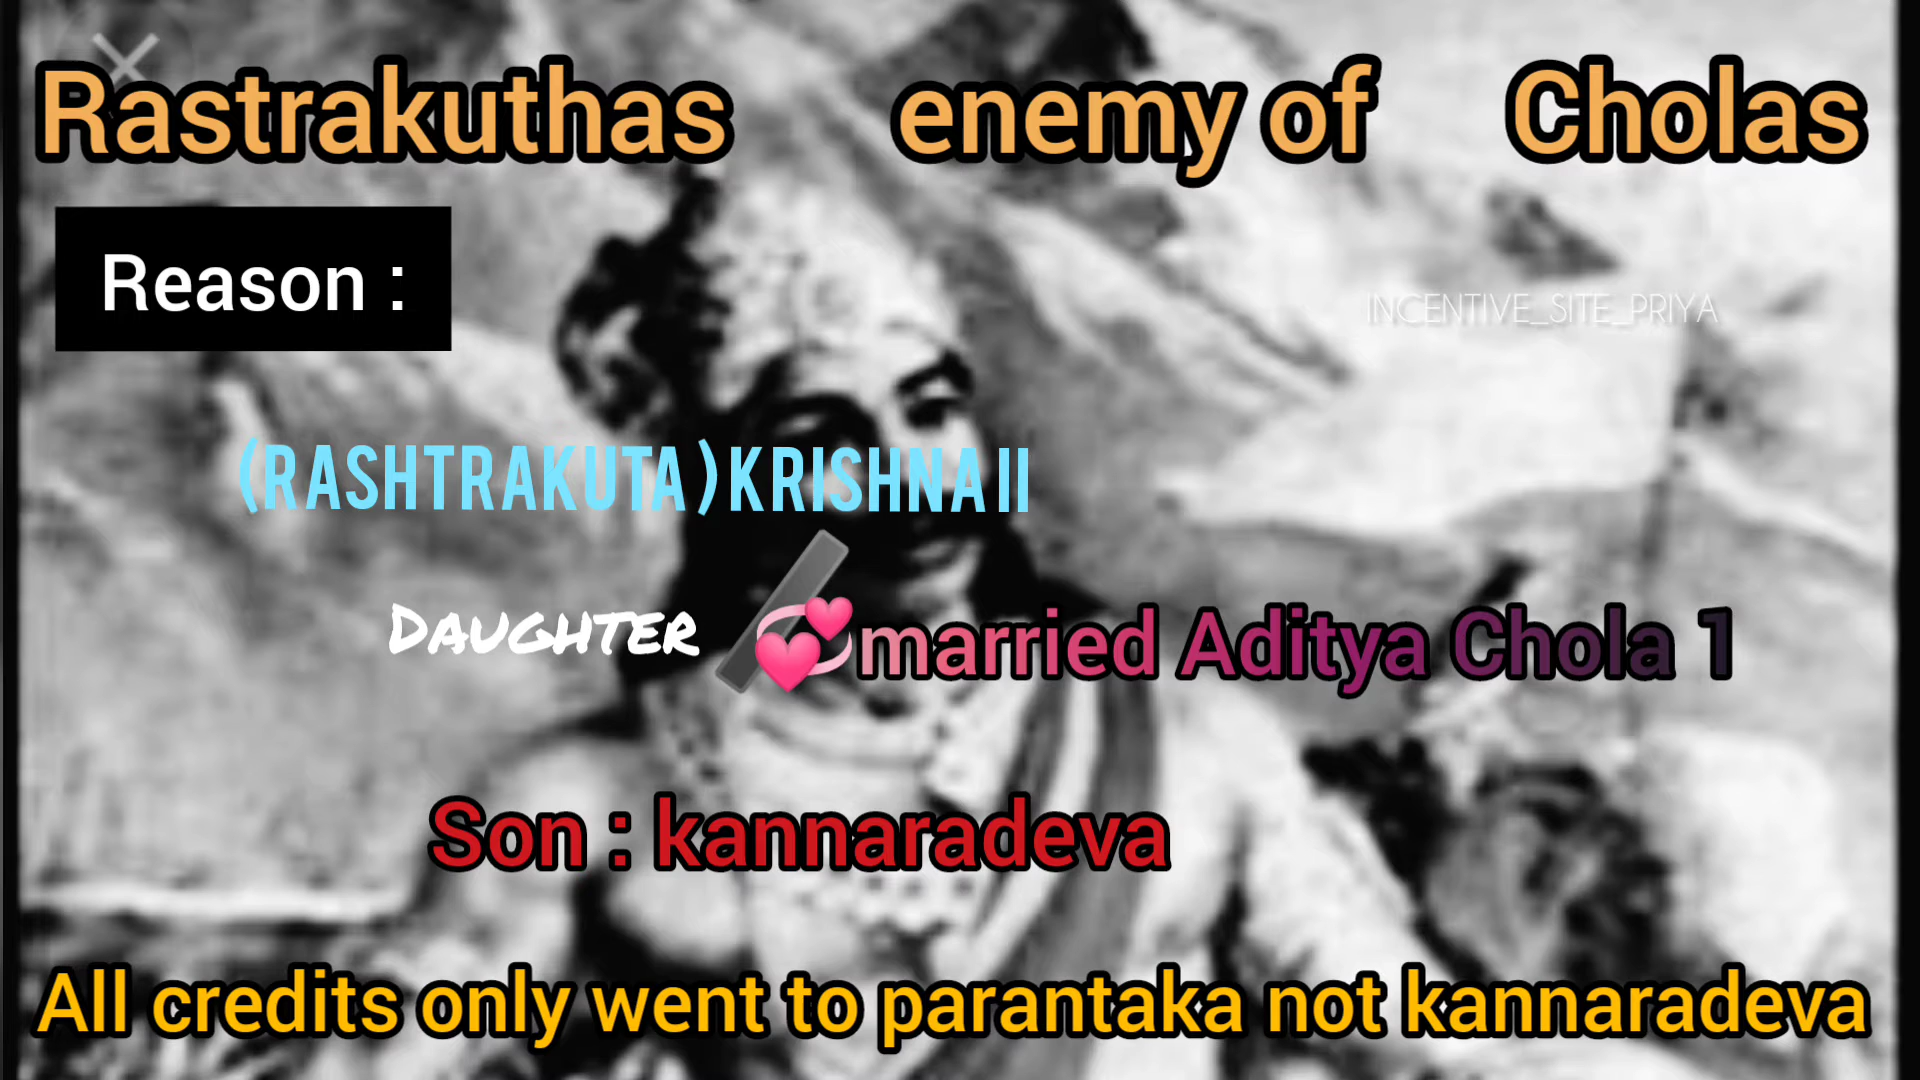 Rastrakuthas enemy of Cholas
Reason :
INCENTIVE_SITE_PRIYA
(RASHTRAKUTA) KRISHNA II
DAUGHTER
married Aditya Chola 1
Son : kannaradeva
All credits only went to parantaka not kannaradeva